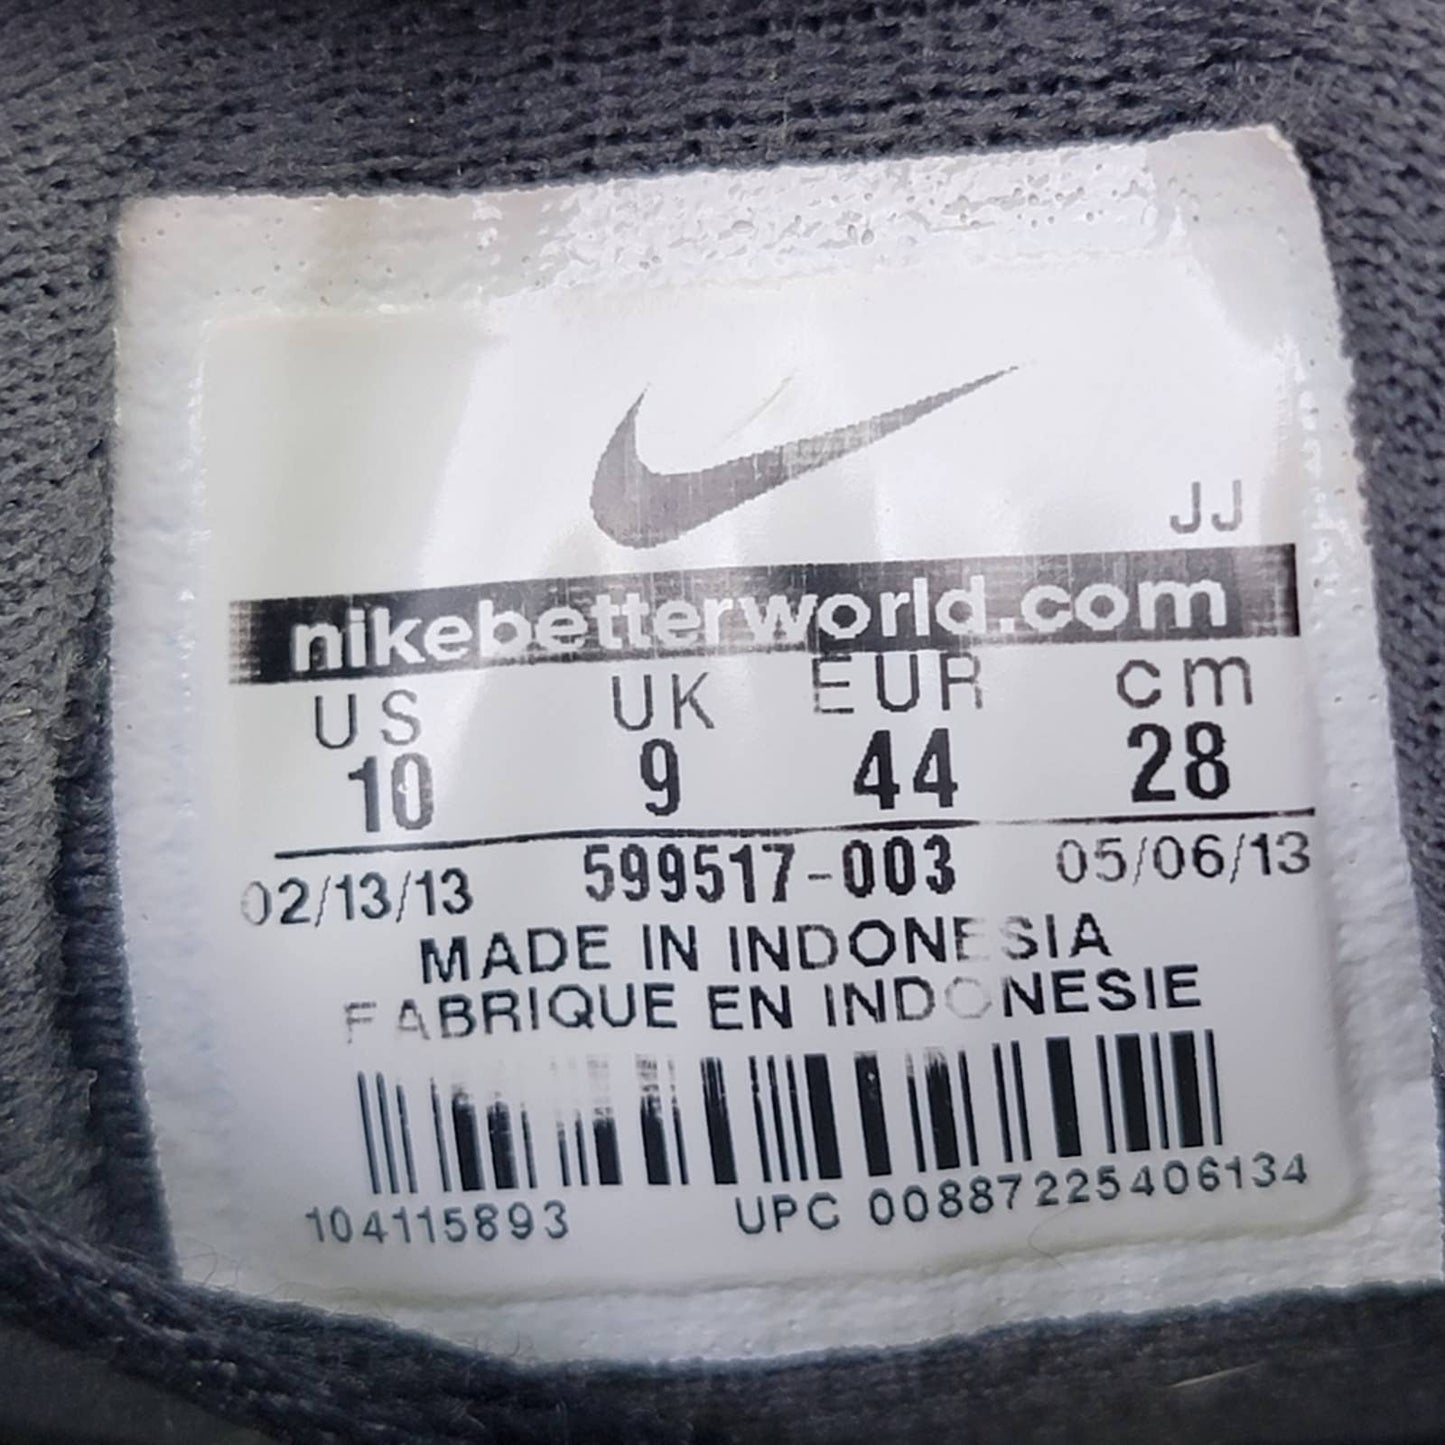 JJ
nikebetterworld.com
US UK EUR cm
10 9 44 28
02/13/13 599517-003 05/06/13
MADE IN INDONESIA
FABRIQUE EN INDONESIE
104115893 UPC 00887225406134